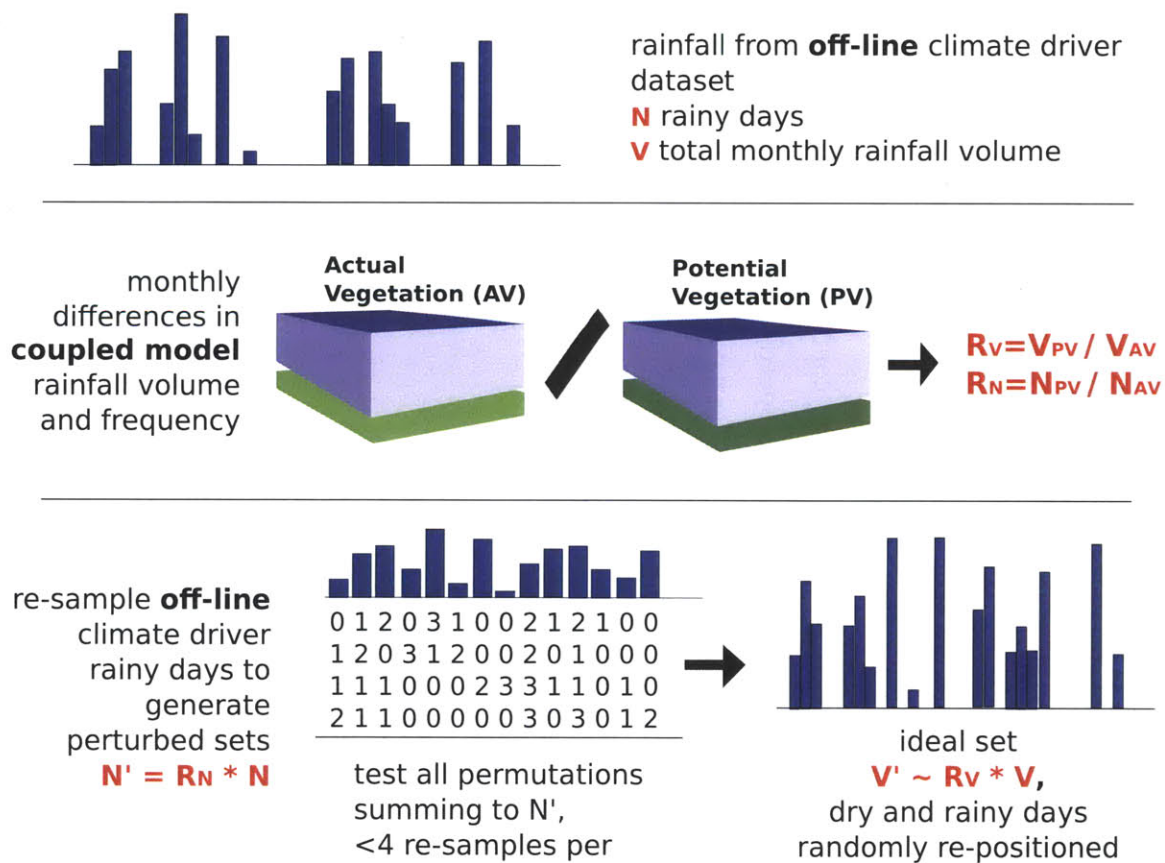 rainfall from off-line climate driver
dataset
N rainy days
V total monthly rainfall volume
monthly
differences in
coupled model
rainfall volume
and frequency
Actual
Vegetation (AV)
Potential
Vegetation (PV)
RV=VPV / VAV
RN=NPV / NAV
re-sample off-line
climate driver
rainy days to
generate
perturbed sets
N' = RN * N
0 1 2 0 3 1 0 0 2 1 2 1 0 0
1 2 0 3 1 2 0 0 2 0 1 0 0 0
1 1 1 0 0 0 2 3 3 1 1 0 1 0
2 1 1 0 0 0 0 0 3 0 3 0 1 2
test all permutations
summing to N',
<4 re-samples per
ideal set
V' ~ RV * V,
dry and rainy days
randomly re-positioned